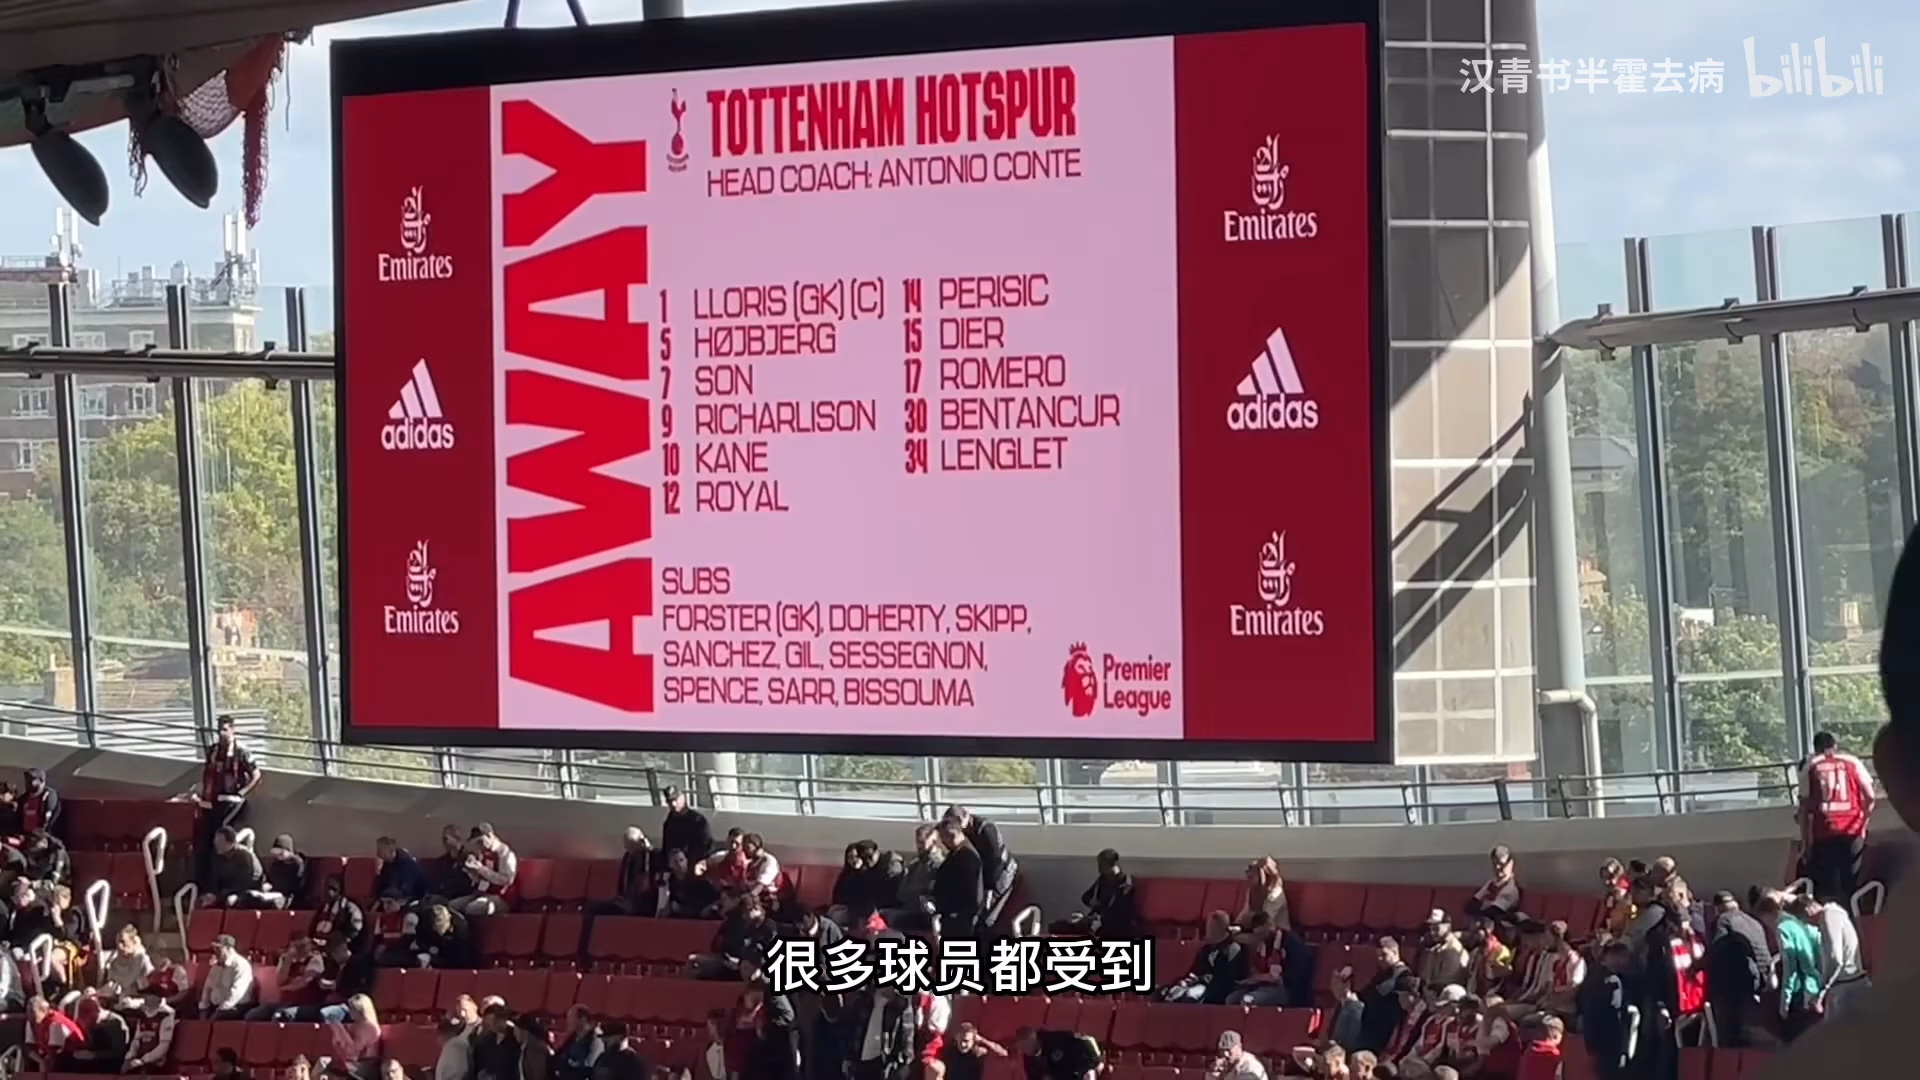 汉青书半霍去病 bilibili
AWAY
TOTTENHAM HOTSPUR
HEAD COACH: ANTONIO CONTE
1 LLORIS (GK) (C)
5 HØJBJERG
7 SON
9 RICHARLISON
10 KANE
12 ROYAL
14 PERISIC
15 DIER
17 ROMERO
30 BENTANCUR
34 LENGLET
SUBS
FORSTER (GK), DOHERTY, SKIPP,
SANCHEZ, GIL, SESSEGNON,
SPENCE, SARR, BISSOUMA
Premier
League
Emirates
adidas
Emirates
Emirates
adidas
Emirates
很多球员都受到